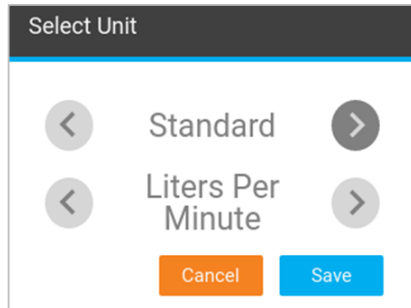 Select Unit
Standard
Liters Per
Minute
Cancel Save